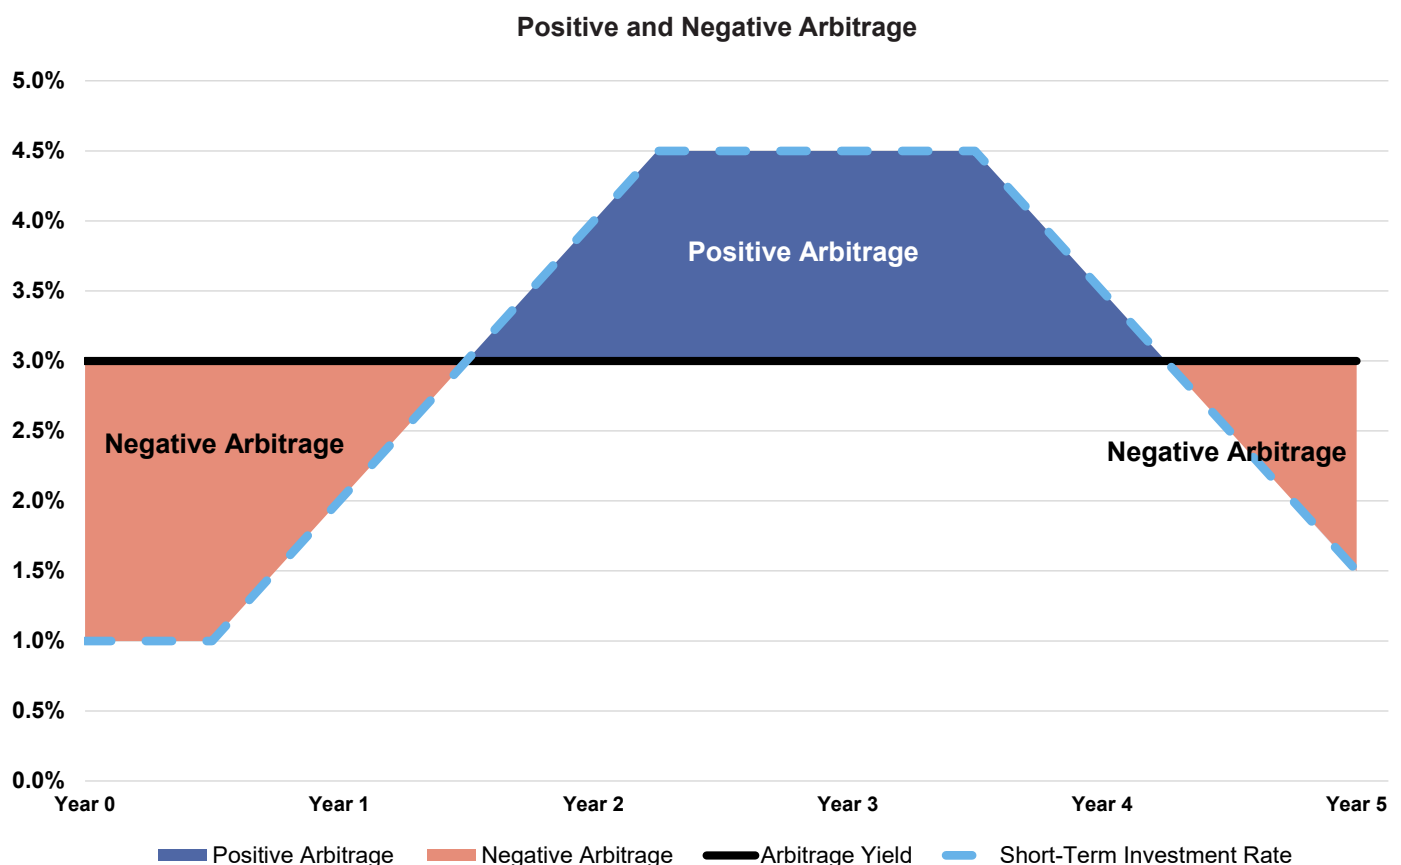 Positive and Negative Arbitrage
5.0%
4.5%
4.0%
Positive Arbitrage
3.5%
3.0%
2.5%
Negative Arbitrage
Negative Arbitrage
2.0%
1.5%
1.0%
0.5%
0.0%
Year 0 Year 1 Year 2 Year 3 Year 4 Year 5
Positive Arbitrage Negative Arbitrage Arbitrage Yield Short-Term Investment Rate